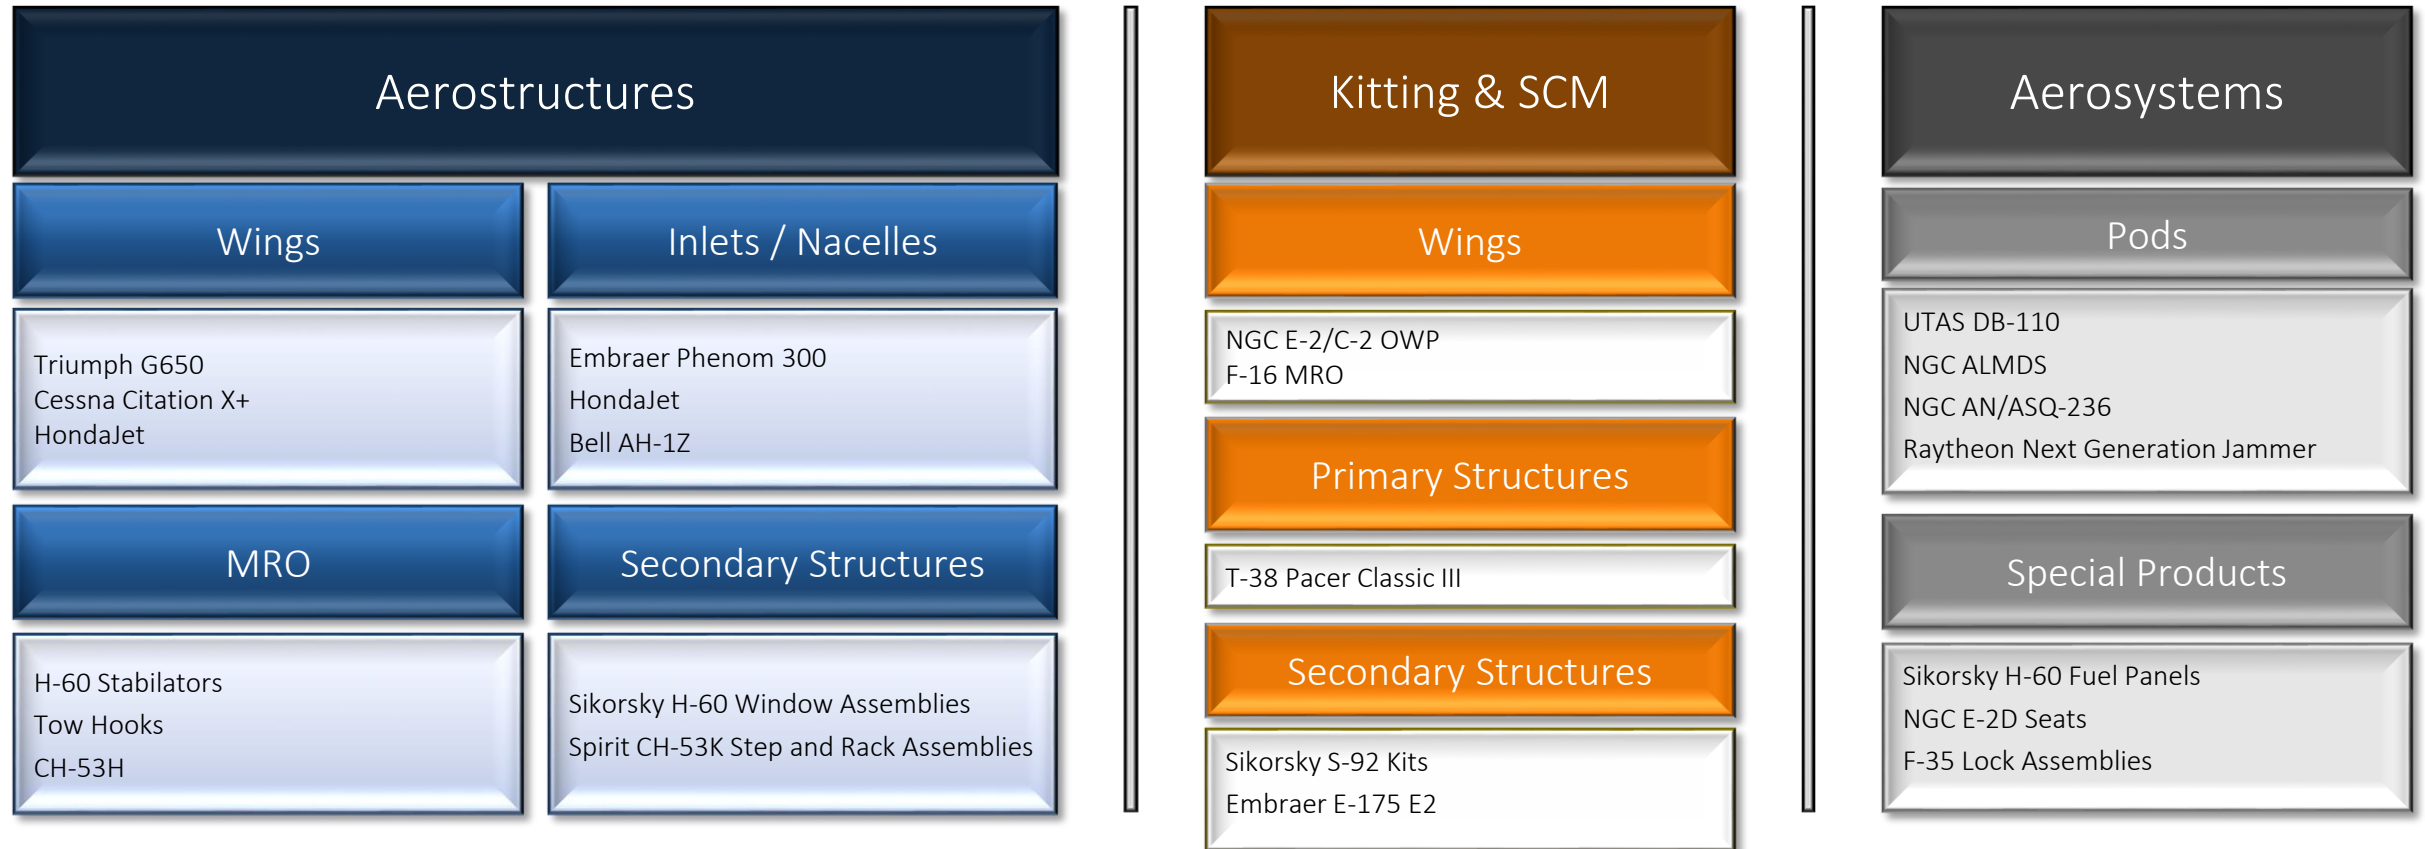 Aerostructures
Wings
Triumph G650
Cessna Citation X+
HondaJet
Inlets / Nacelles
Embraer Phenom 300
HondaJet
Bell AH-1Z
MRO
H-60 Stabilators
Tow Hooks
CH-53H
Secondary Structures
Sikorsky H-60 Window Assemblies
Spirit CH-53K Step and Rack Assemblies
Kitting & SCM
Wings
NGC E-2/C-2 OWP
F-16 MRO
Primary Structures
T-38 Pacer Classic III
Secondary Structures
Sikorsky S-92 Kits
Embraer E-175 E2
Aerosystems
Pods
UTAS DB-110
NGC ALMDS
NGC AN/ASQ-236
Raytheon Next Generation Jammer
Special Products
Sikorsky H-60 Fuel Panels
NGC E-2D Seats
F-35 Lock Assemblies